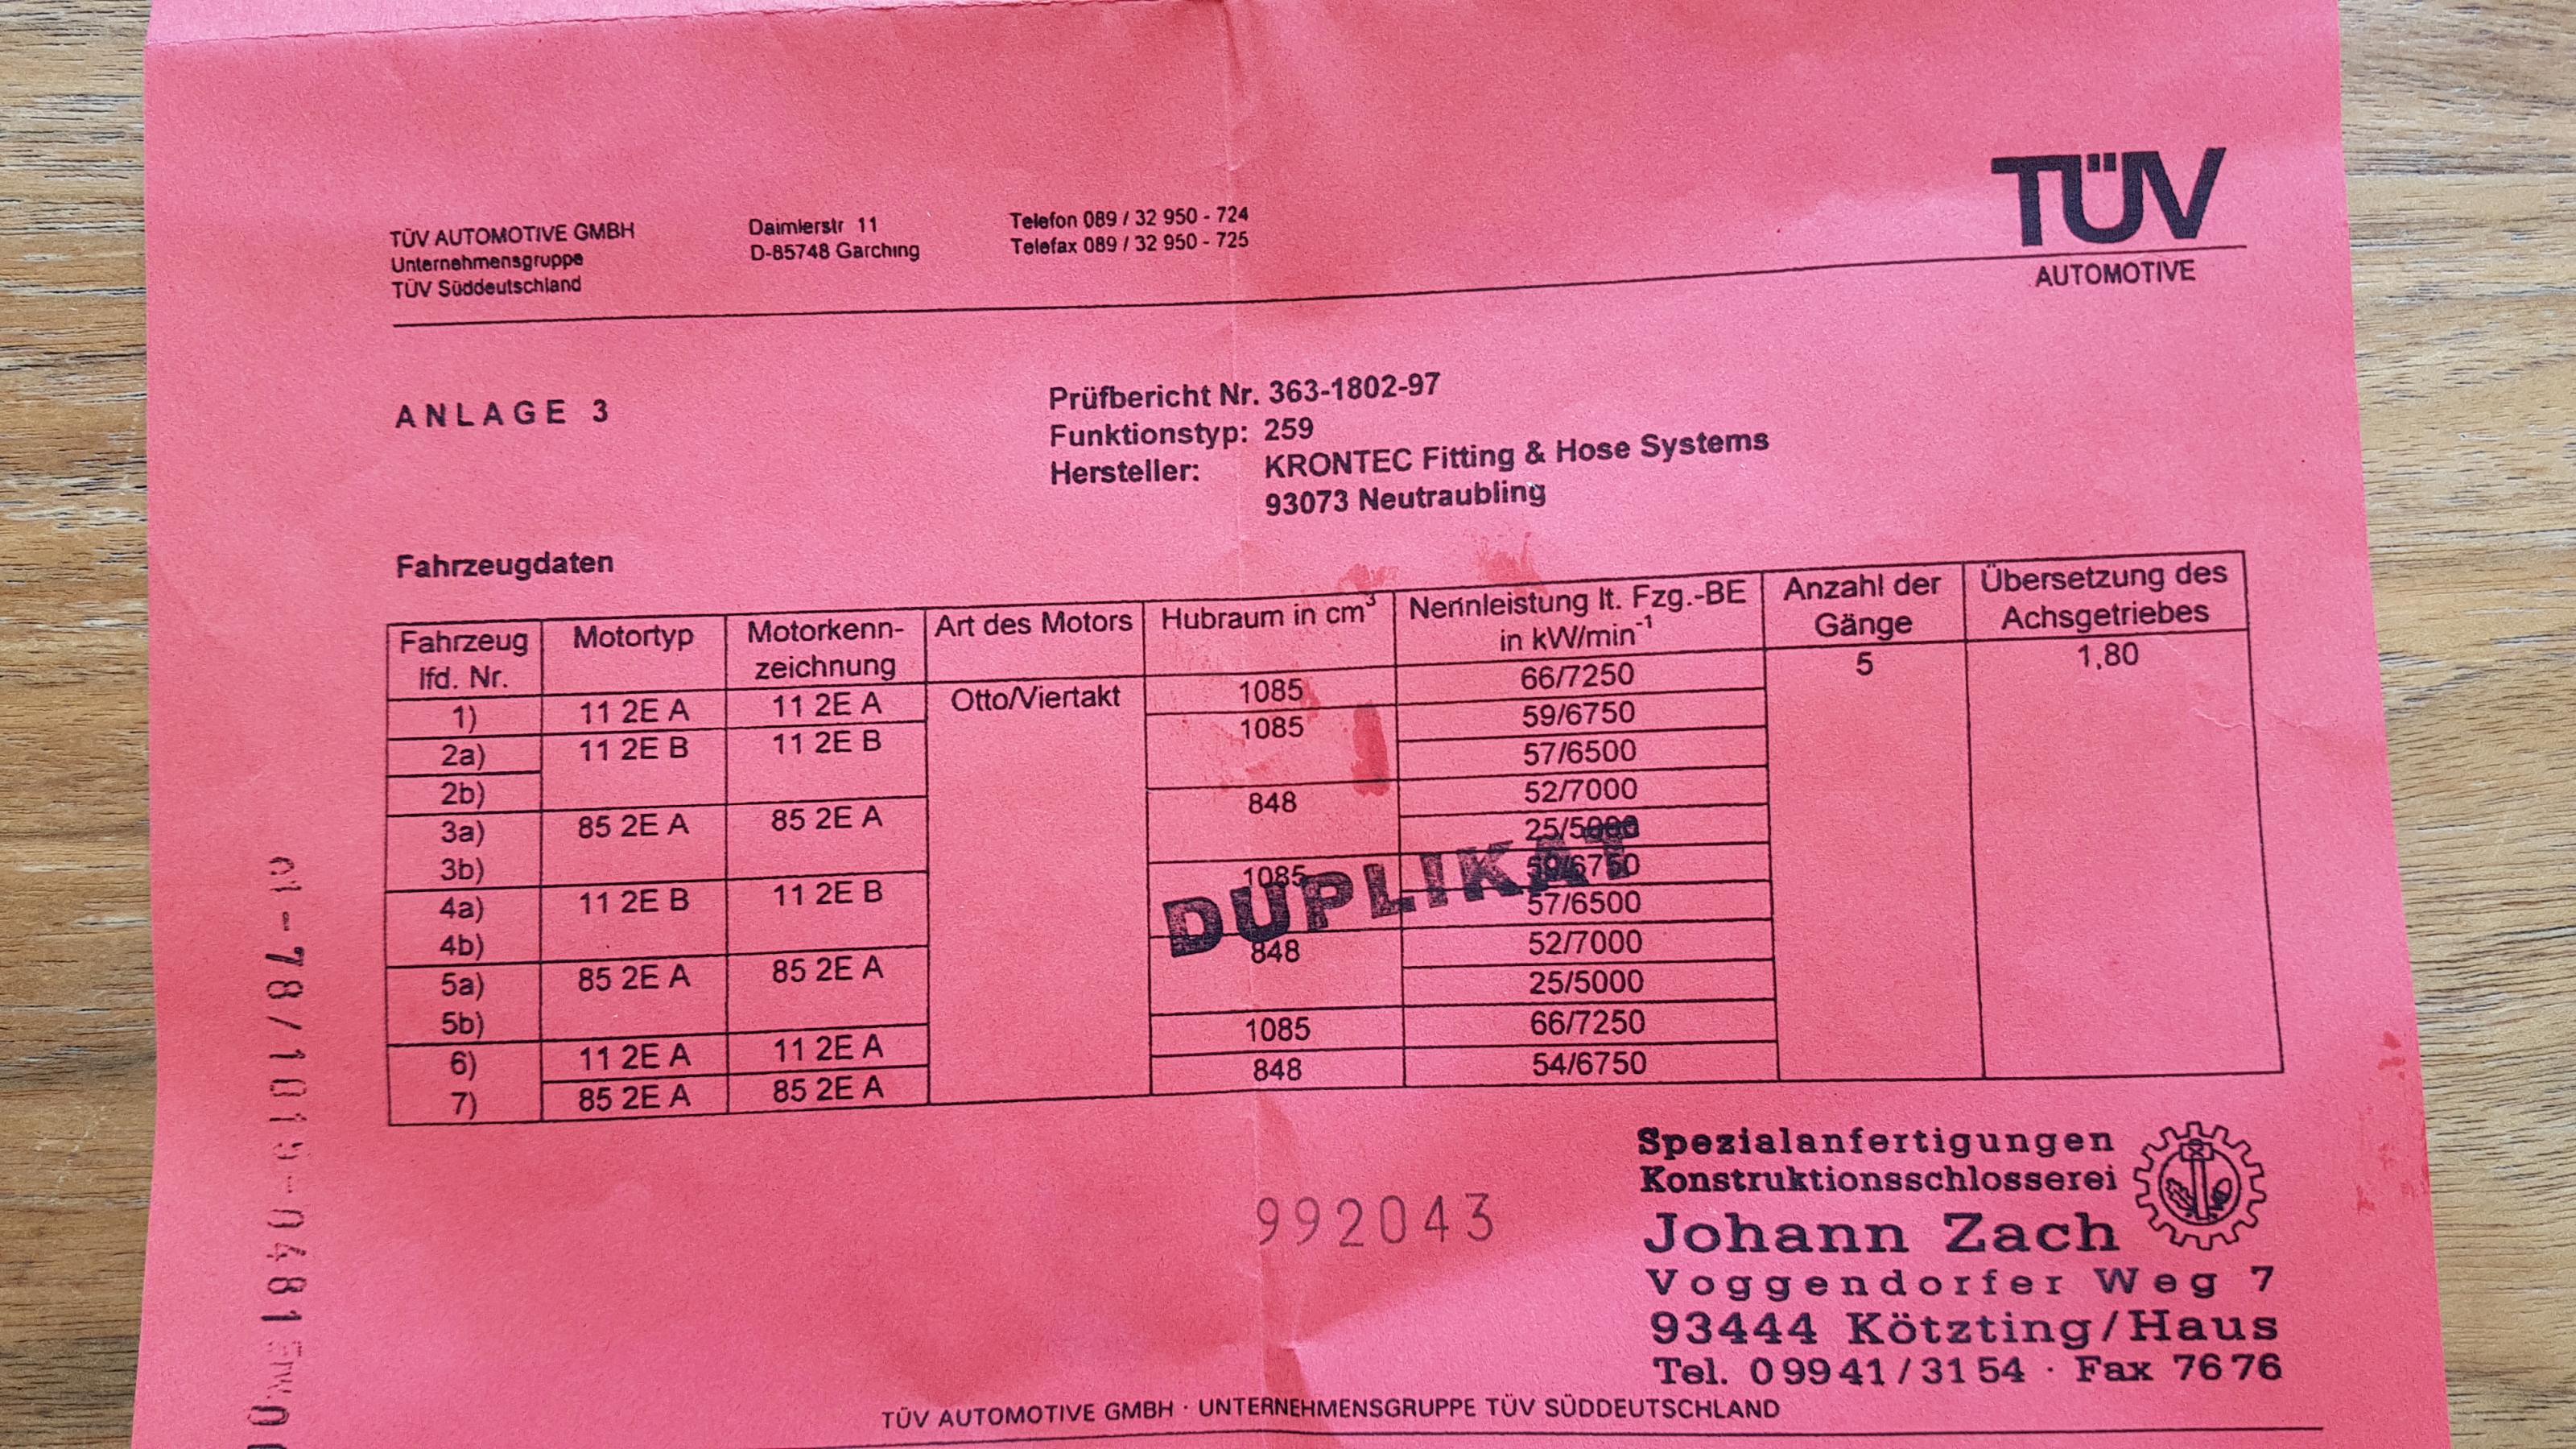 TÜV
AUTOMOTIVE
TÜV AUTOMOTIVE GMBH
Unternehmensgruppe
TÜV Süddeutschland
Daimlerstr 11
D-85748 Garching
Telefon 089 / 32 950 - 724
Telefax 089 / 32 950 - 725
ANLAGE 3
Prüfbericht Nr. 363-1802-97
Funktionstyp: 259
Hersteller: KRONTEC Fitting & Hose Systems
93073 Neutraubling
Fahrzeugdaten
Fahrzeug lfd. Nr. Motortyp Motorkenn-zeichnung Art des Motors Hubraum in cm³ Nennleistung lt. Fzg.-BE in kW/min⁻¹ Anzahl der Gänge Übersetzung des Achsgetriebes
1) 11 2E A 11 2E A Otto/Viertakt 1085 66/7250 5 1,80
2a) 11 2E B 11 2E B 1085 59/6750
2b) 57/6500
3a) 85 2E A 85 2E A 848 52/7000
3b) 25/5000
4a) 11 2E B 11 2E B 1085 59/6750
4b) 57/6500
5a) 85 2E A 85 2E A 848 52/7000
5b) 25/5000
6) 11 2E A 11 2E A 1085 66/7250
7) 85 2E A 85 2E A 848 54/6750
DUPLIKAT
992043
Spezialanfertigungen
Konstruktionsschlosserei
Johann Zach
Voggendorfer Weg 7
93444 Kötzting/Haus
Tel. 09941/3154 · Fax 7676
TÜV AUTOMOTIVE GMBH · UNTERNEHMENSGRUPPE TÜV SÜDDEUTSCHLAND